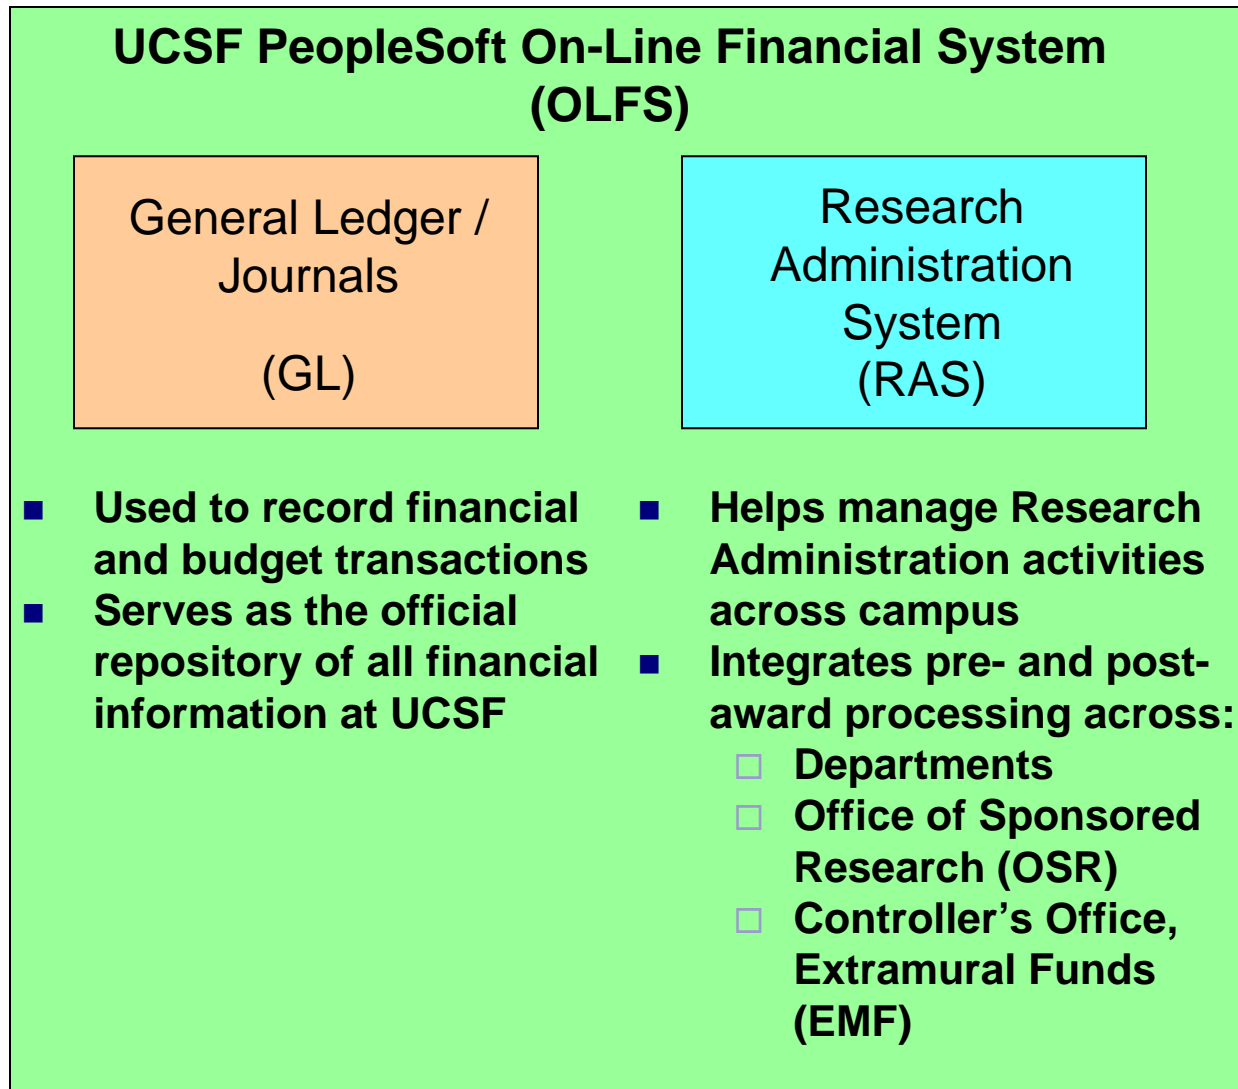 UCSF PeopleSoft On-Line Financial System
(OLFS)
General Ledger /
Journals
(GL)
Research
Administration
System
(RAS)
Used to record financial
and budget transactions
Serves as the official
repository of all financial
information at UCSF
Helps manage Research
Administration activities
across campus
Integrates pre- and post-
award processing across:
Departments
Office of Sponsored
Research (OSR)
Controller’s Office,
Extramural Funds
(EMF)